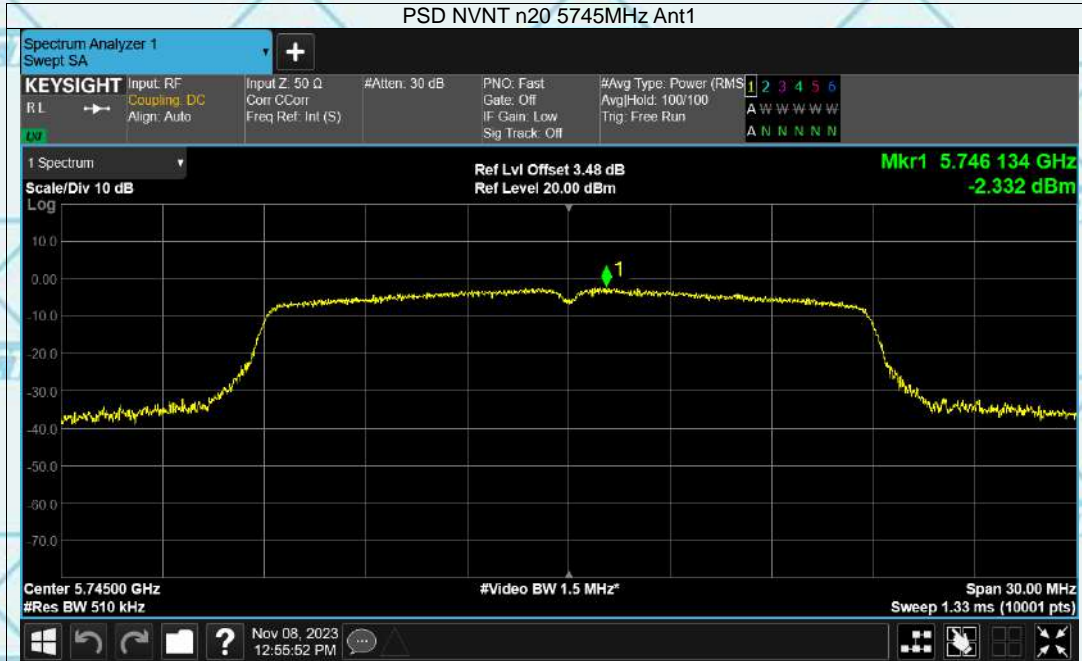 PSD NVNT n20 5745MHz Ant1
Spectrum Analyzer 1
Swept SA
KEYSIGHT
RL
LXI
Input: RF
Coupling: DC
Align: Auto
Input Z: 50 Ω
Corr CCorr
Freq Ref: Int (S)
#Atten: 30 dB
PNO: Fast
Gate: Off
IF Gain: Low
Sig Track: Off
#Avg Type: Power (RMS
Avg|Hold: 100/100
Trig: Free Run
1 2 3 4 5 6
A W W W W W
A N N N N N
1 Spectrum
Scale/Div 10 dB
Ref Lvl Offset 3.48 dB
Ref Level 20.00 dBm
Mkr1 5.746 134 GHz
-2.332 dBm
Log
10.0
0.00
1
-10.0
-20.0
-30.0
-40.0
-50.0
-60.0
-70.0
Center 5.74500 GHz
#Video BW 1.5 MHz*
Span 30.00 MHz
#Res BW 510 kHz
Sweep 1.33 ms (10001 pts)
?
Nov 08, 2023
12:55:52 PM